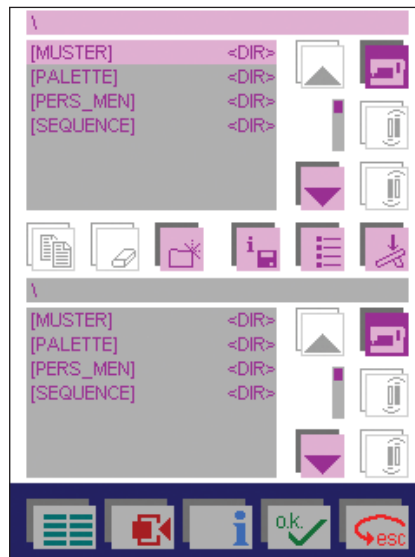 \
[MUSTER] <DIR>
[PALETTE] <DIR>
[PERS_MEN] <DIR>
[SEQUENCE] <DIR>
i
\
[MUSTER] <DIR>
[PALETTE] <DIR>
[PERS_MEN] <DIR>
[SEQUENCE] <DIR>
i o.k. esc